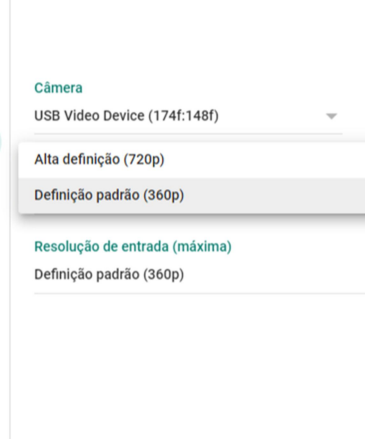 Câmera
USB Video Device (174f:148f)
Alta definição (720p)
Definição padrão (360p)
Resolução de entrada (máxima)
Definição padrão (360p)